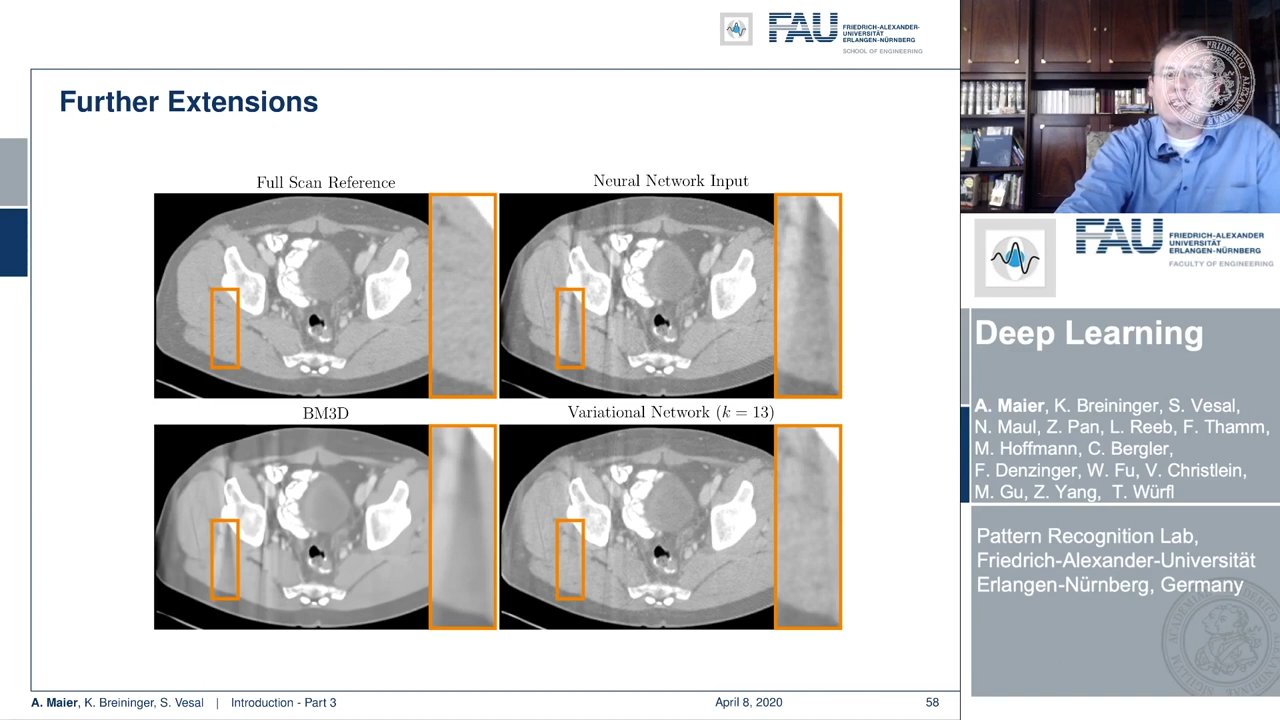 FAU
FRIEDRICH-ALEXANDER-
UNIVERSITÄT
ERLANGEN-NÜRNBERG
SCHOOL OF ENGINEERING
Further Extensions
Full Scan Reference
Neural Network Input
BM3D
Variational Network (k = 13)
A. Maier, K. Breininger, S. Vesal | Introduction - Part 3
April 8, 2020
58
FAU
FRIEDRICH-ALEXANDER
UNIVERSITÄT
ERLANGEN-NÜRNBERG
FACULTY OF ENGINEERING
Deep Learning
A. Maier, K. Breininger, S. Vesal,
N. Maul, Z. Pan, L. Reeb, F. Thamm,
M. Hoffmann, C. Bergler,
F. Denzinger, W. Fu, V. Christlein,
M. Gu, Z. Yang, T. Würfl
Pattern Recognition Lab,
Friedrich-Alexander-Universität
Erlangen-Nürnberg, Germany